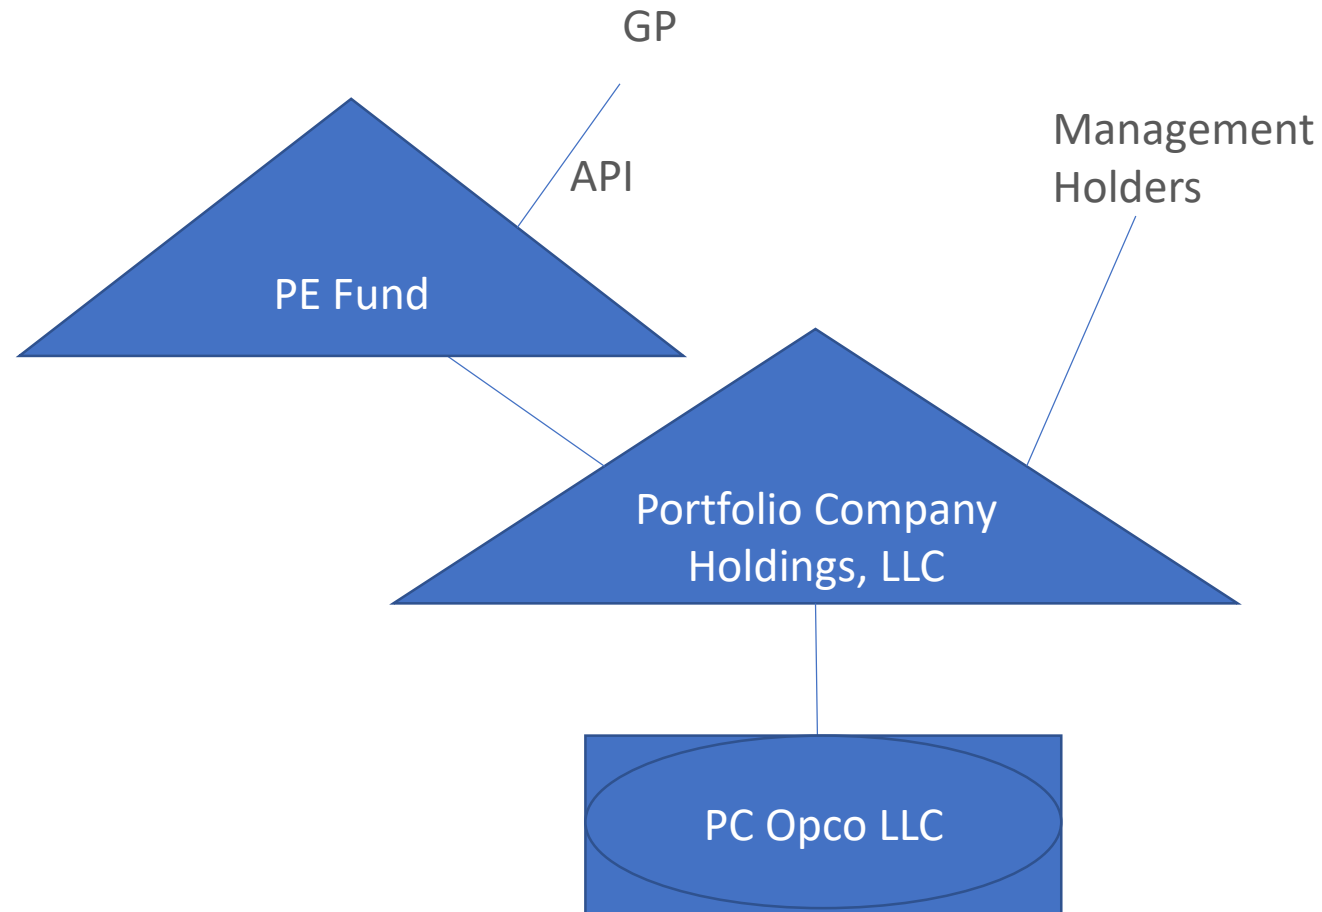 GP
API
Management
Holders
PE Fund
Portfolio Company
Holdings, LLC
PC Opco LLC